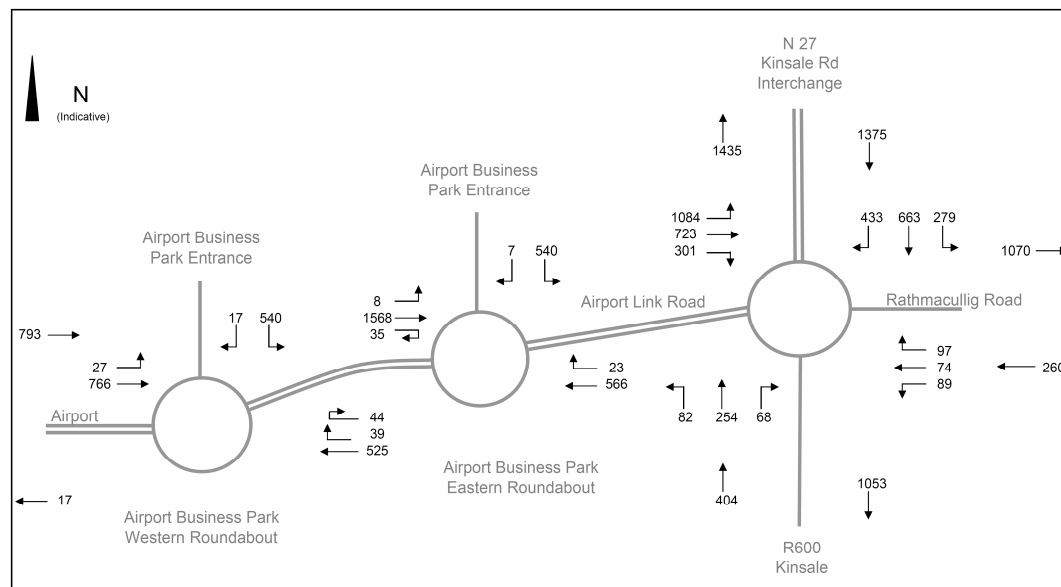 N 27
Kinsale Rd
Interchange
N
(Indicative)
1435
1375
Airport Business
Park Entrance
1084
723
301
433 663 279
1070
Airport Business
Park Entrance
7 540
8
1568
35
Airport Link Road
Rathmacullig Road
793
17 540
27
766
23
566
97
74
89
260
Airport
44
39
525
82 254 68
Airport Business Park
Eastern Roundabout
404
1053
17
Airport Business Park
Western Roundabout
R600
Kinsale